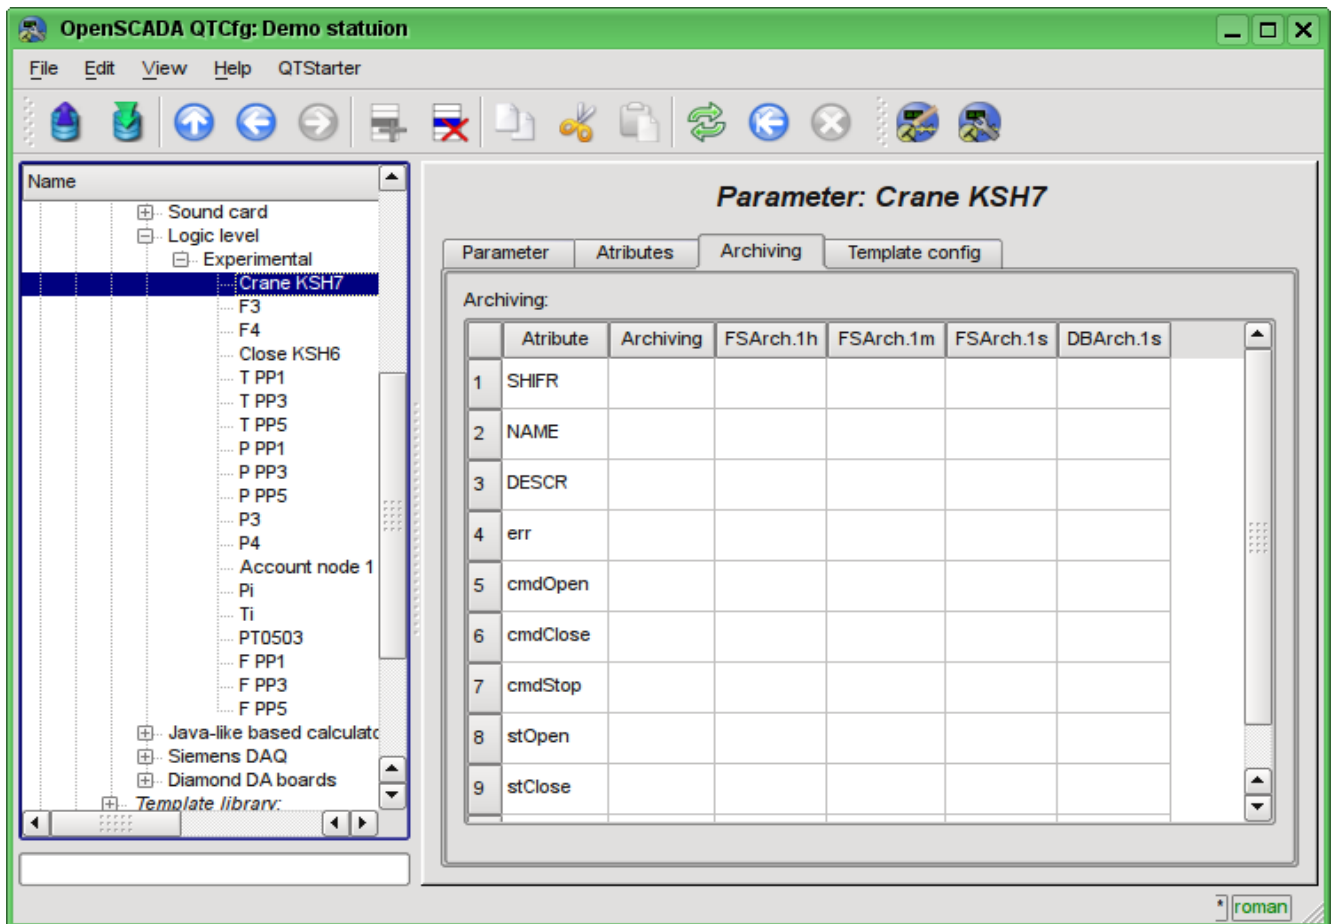 OpenSCADA QTCfg: Demo statuion
File Edit View Help QTStarter
Name
Sound card
Logic level
Experimental
Crane KSH7
F3
F4
Close KSH6
T PP1
T PP3
T PP5
P PP1
P PP3
P PP5
P3
P4
Account node 1
Pi
Ti
PT0503
F PP1
F PP3
F PP5
Java-like based calculato
Siemens DAQ
Diamond DA boards
Template library:
Parameter: Crane KSH7
Parameter Atributes Archiving Template config
Archiving:
Atribute Archiving FSArch.1h FSArch.1m FSArch.1s DBArch.1s
1 SHIFR
2 NAME
3 DESCR
4 err
5 cmdOpen
6 cmdClose
7 cmdStop
8 stOpen
9 stClose
* roman